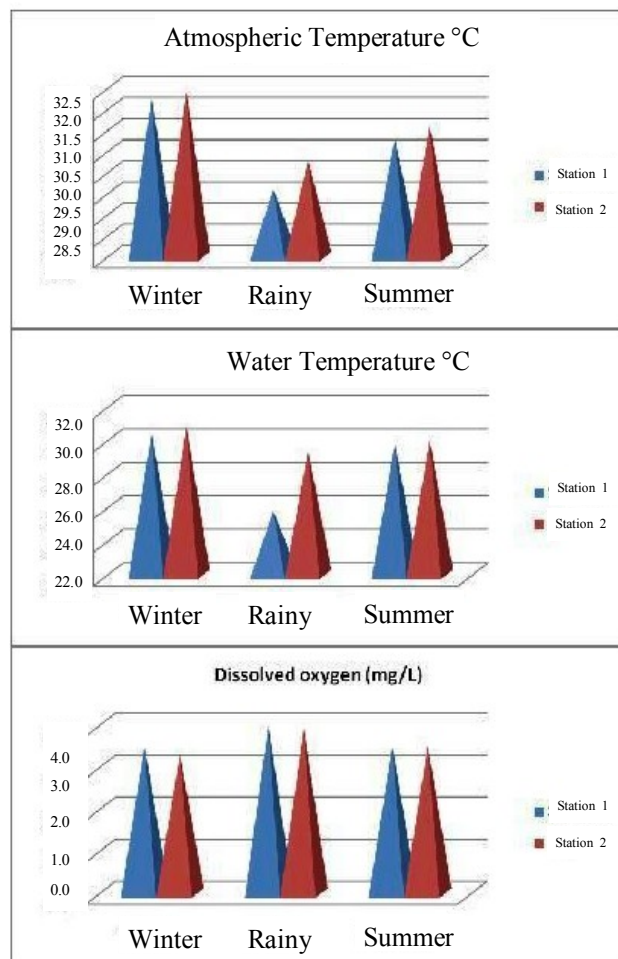 Atmospheric Temperature °C
32.5
32.0
31.5
31.0
30.0
29.5
29.0
28.5
Station 1
Station 2
Winter Rainy Summer
Water Temperature °C
32.0
30.0
28.0
26.0
24.0
22.0
Station 1
Station 2
Winter Rainy Summer
Dissolved oxygen (mg/L)
4.0
3.0
2.0
1.0
0.0
Station 1
Station 2
Winter Rainy Summer